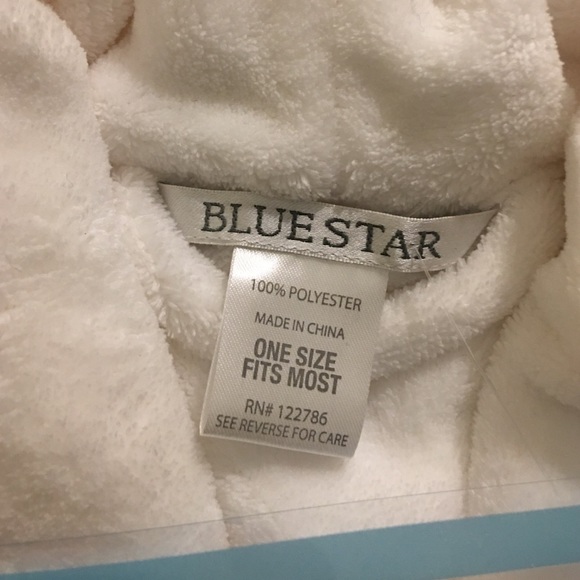 BLUE STAR
100% POLYESTER
MADE IN CHINA
ONE SIZE
FITS MOST
RN# 122786
SEE REVERSE FOR CARE